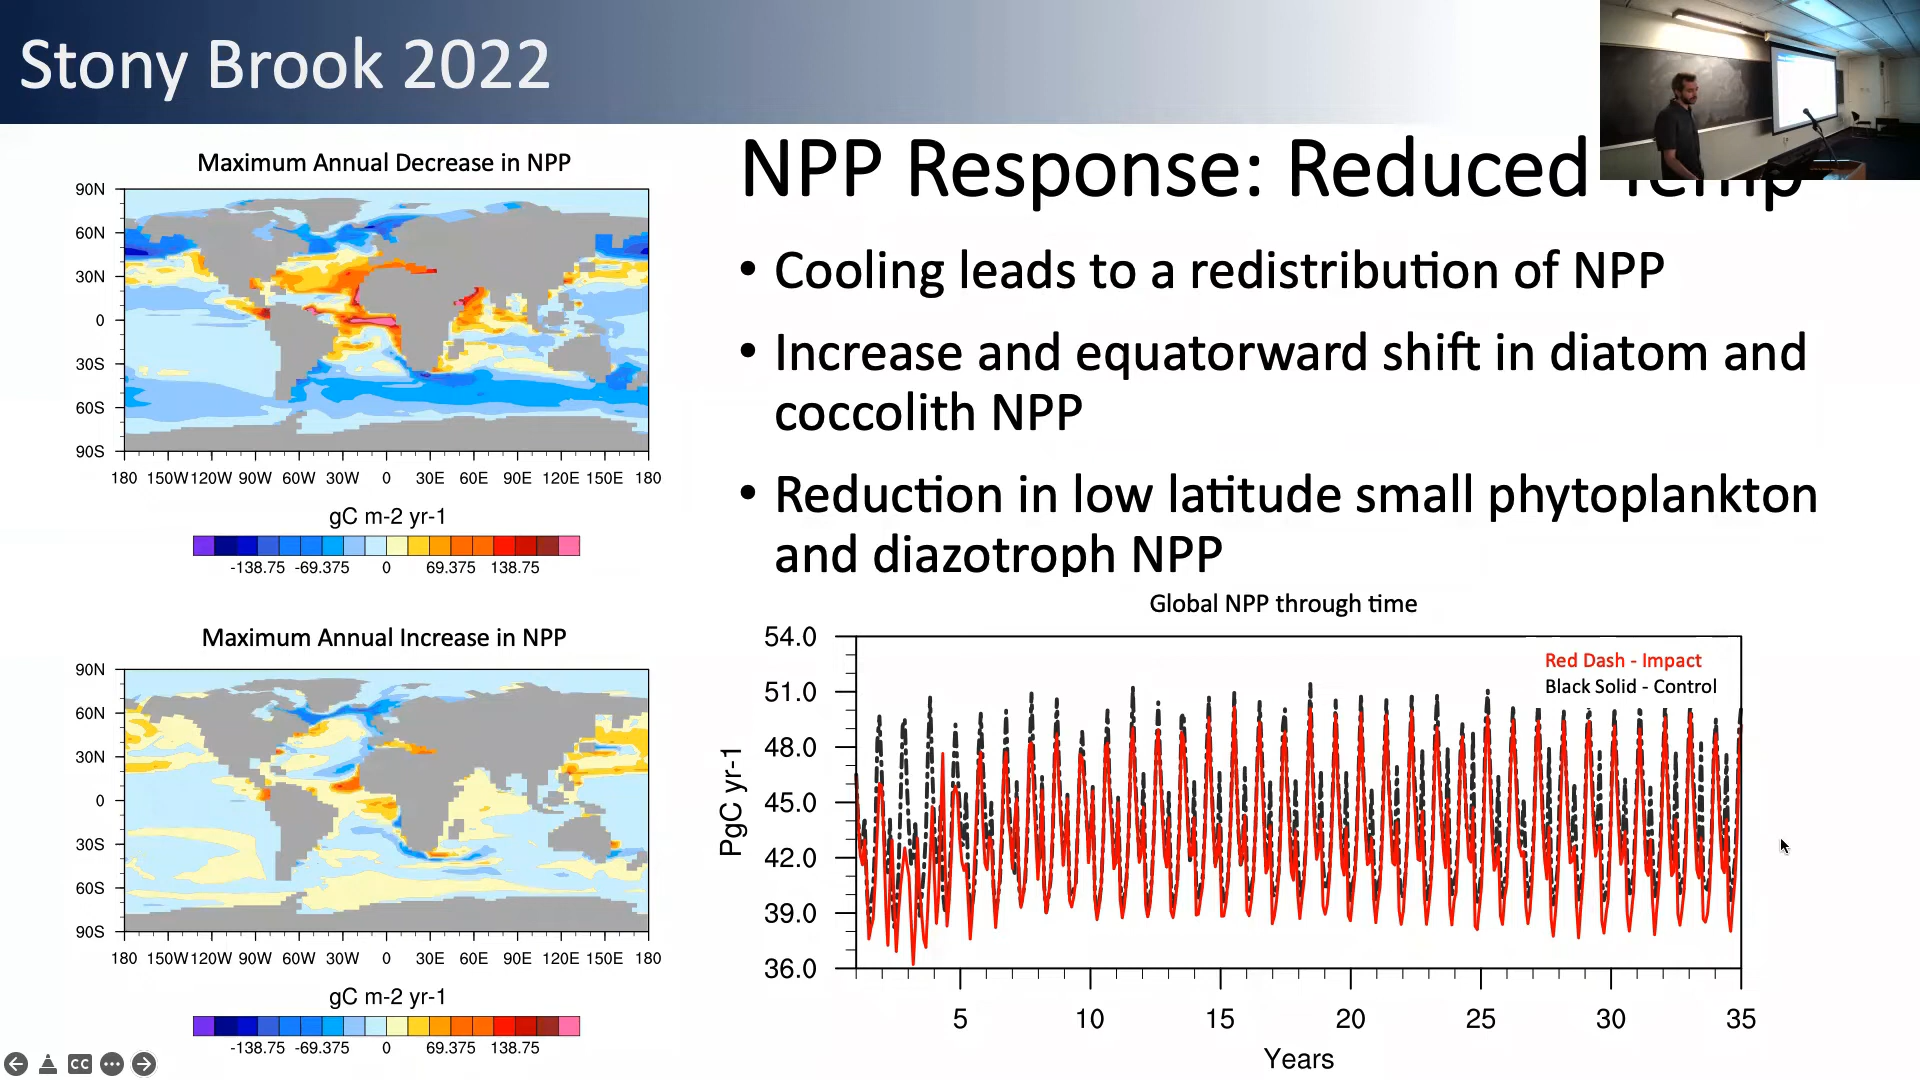 Stony Brook 2022
NPP Response: Reduced Temp
• Cooling leads to a redistribution of NPP
• Increase and equatorward shift in diatom and
coccolith NPP
• Reduction in low latitude small phytoplankton
and diazotroph NPP
Maximum Annual Decrease in NPP
90N
60N
30N
0
30S
60S
90S
180 150W 120W 90W 60W 30W 0 30E 60E 90E 120E 150E 180
gC m-2 yr-1
-138.75 -69.375 0 69.375 138.75
Maximum Annual Increase in NPP
90N
60N
30N
0
30S
60S
90S
180 150W 120W 90W 60W 30W 0 30E 60E 90E 120E 150E 180
gC m-2 yr-1
-138.75 -69.375 0 69.375 138.75
Global NPP through time
Red Dash - Impact
Black Solid - Control
54.0
51.0
48.0
45.0
42.0
39.0
36.0
PgC yr-1
5 10 15 20 25 30 35
Years
CC